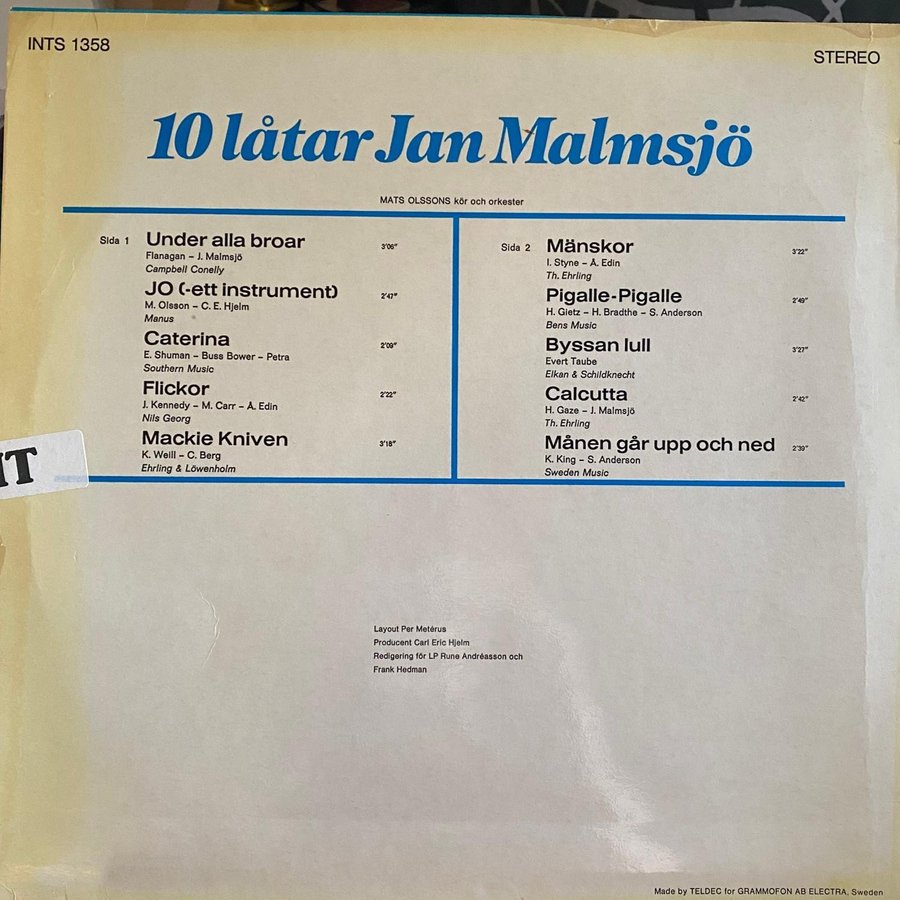 INTS 1358
STEREO
10 låtar Jan Malmsjö
MATS OLSSONS kör och orkester
Sida 1
Under alla broar 3'06"
Flanagan – J. Malmsjö
Campbell Conelly
JO (-ett instrument) 2'47"
M. Olsson – C. E. Hjelm
Manus
Caterina 2'09"
E. Shuman – Buss Bower – Petra
Southern Music
Flickor 2'22"
J. Kennedy – M. Carr – Å. Edin
Nils Georg
Mackie Kniven 3'18"
K. Weill – C. Berg
Ehrling & Löwenholm
Sida 2
Mänskor 3'22"
I. Styne – Å. Edin
Th. Ehrling
Pigalle-Pigalle 2'49"
H. Gietz – H. Bradthe – S. Anderson
Bens Music
Byssan lull 3'27"
Evert Taube
Elkan & Schildknecht
Calcutta 2'42"
H. Gaze – J. Malmsjö
Th. Ehrling
Månen går upp och ned 2'39"
K. King – S. Anderson
Sweden Music
Layout Per Metérus
Producent Carl Eric Hjelm
Redigering för LP Rune Andréasson och
Frank Hedman
Made by TELDEC for GRAMMOFON AB ELECTRA, Sweden